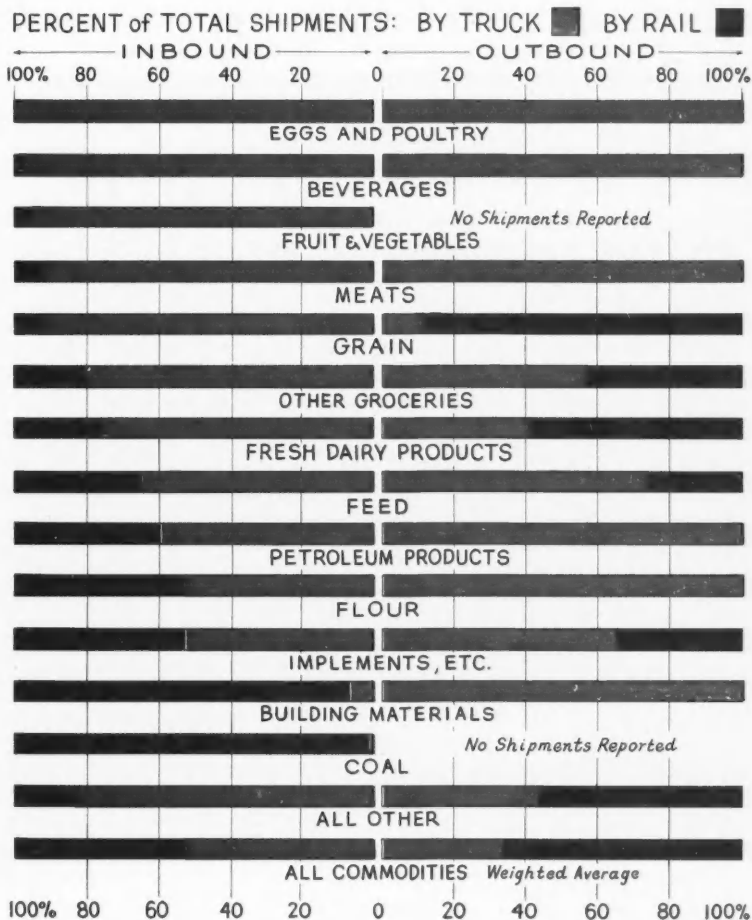 PERCENT of TOTAL SHIPMENTS: BY TRUCK BY RAIL
INBOUND OUTBOUND
100% 80 60 40 20 0 20 40 60 80 100%
EGGS AND POULTRY
BEVERAGES
No Shipments Reported
FRUIT & VEGETABLES
MEATS
GRAIN
OTHER GROCERIES
FRESH DAIRY PRODUCTS
FEED
PETROLEUM PRODUCTS
FLOUR
IMPLEMENTS, ETC.
BUILDING MATERIALS
No Shipments Reported
COAL
ALL OTHER
ALL COMMODITIES Weighted Average
100% 80 60 40 20 0 20 40 60 80 100%